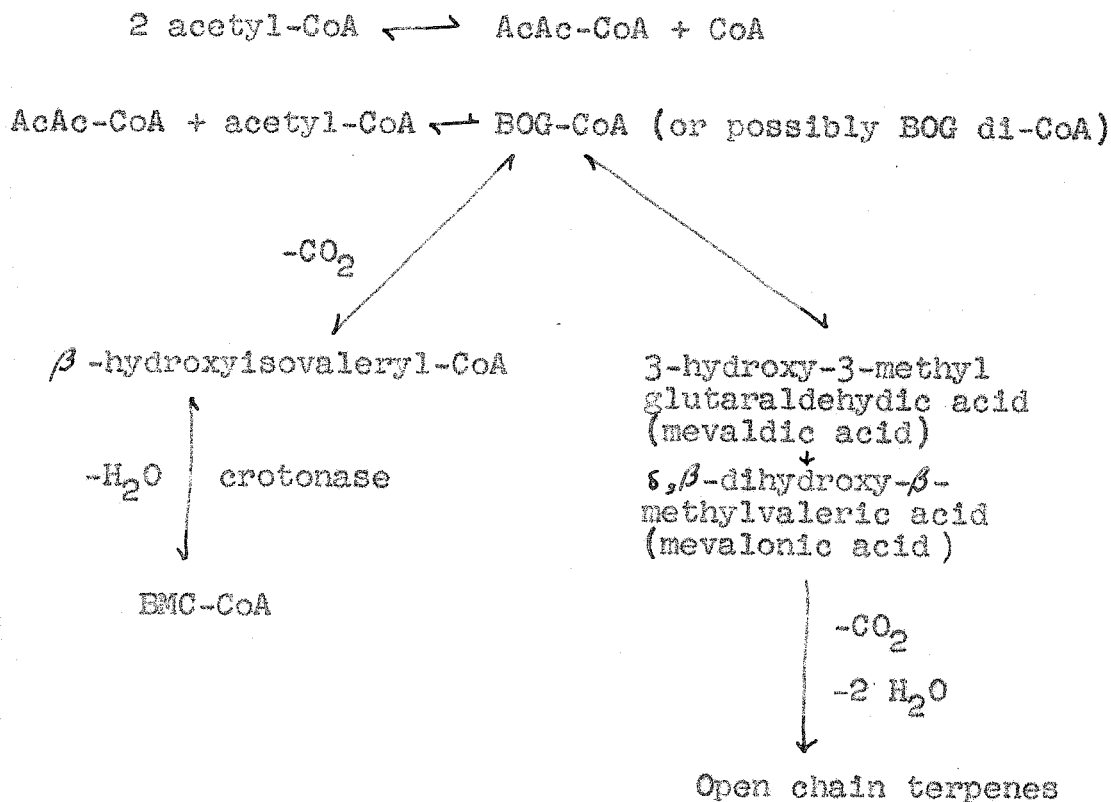 2 acetyl-CoA ⇌ AcAc-CoA + CoA
AcAc-CoA + acetyl-CoA ⇌ BOG-CoA (or possibly BOG di-CoA)
-CO₂
β-hydroxyisovaleryl-CoA
-H₂O crotonase
BMC-CoA
3-hydroxy-3-methyl
glutaraldehydic acid
(mevaldic acid)
↓
δ,β-dihydroxy-β-
methylvaleric acid
(mevalonic acid)
-CO₂
-2 H₂O
Open chain terpenes